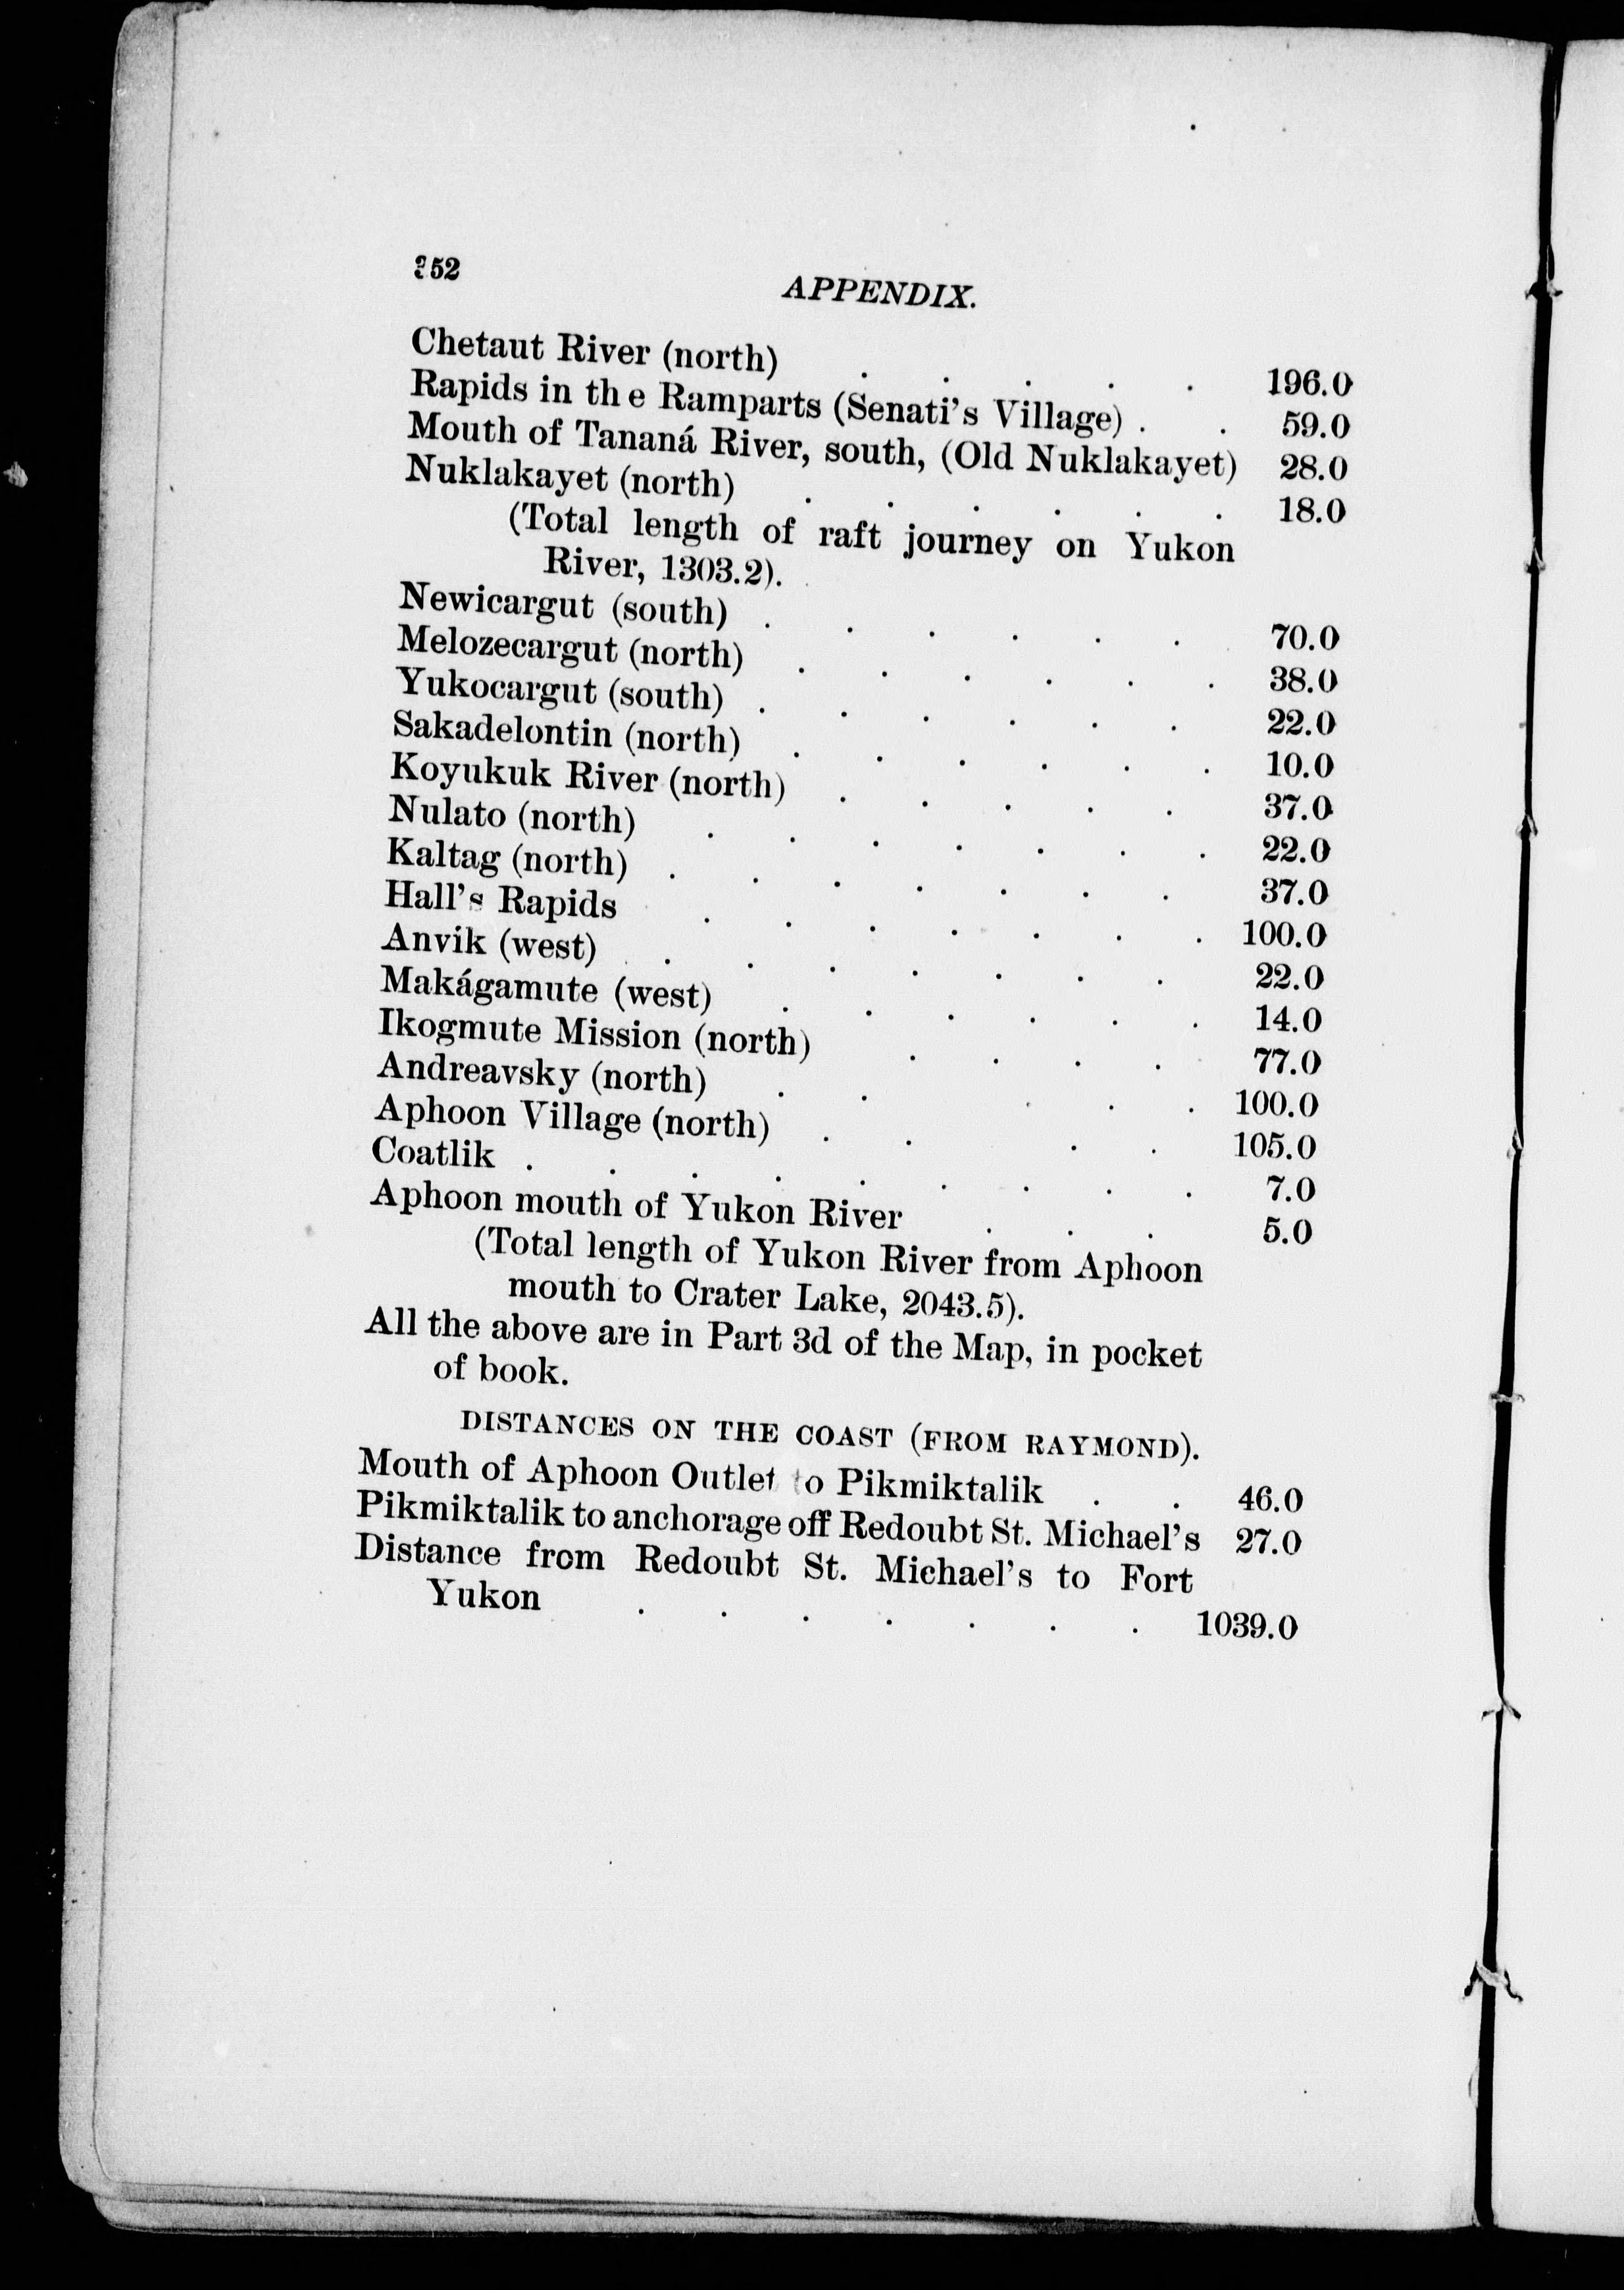 352
APPENDIX.
Chetaut River (north) . . . . . 196.0
Rapids in the Ramparts (Senati's Village) . . 59.0
Mouth of Tananá River, south, (Old Nuklakayet) 28.0
Nuklakayet (north) . . . . . . 18.0
(Total length of raft journey on Yukon
River, 1303.2).
Newicargut (south) . . . . . . 70.0
Melozecargut (north) . . . . . . 38.0
Yukocargut (south) . . . . . . 22.0
Sakadelontin (north) . . . . . . 10.0
Koyukuk River (north) . . . . . 37.0
Nulato (north) . . . . . . . 22.0
Kaltag (north) . . . . . . . 37.0
Hall's Rapids . . . . . . . 100.0
Anvik (west) . . . . . . . 22.0
Makágamute (west) . . . . . . 14.0
Ikogmute Mission (north) . . . . 77.0
Andreavsky (north) . . . . . 100.0
Aphoon Village (north) . . . . 105.0
Coatlik . . . . . . . . . 7.0
Aphoon mouth of Yukon River . . . 5.0
(Total length of Yukon River from Aphoon
mouth to Crater Lake, 2043.5).
All the above are in Part 3d of the Map, in pocket
of book.
DISTANCES ON THE COAST (FROM RAYMOND).
Mouth of Aphoon Outlet to Pikmiktalik . . 46.0
Pikmiktalik to anchorage off Redoubt St. Michael's 27.0
Distance from Redoubt St. Michael's to Fort
Yukon . . . . . . . 1039.0